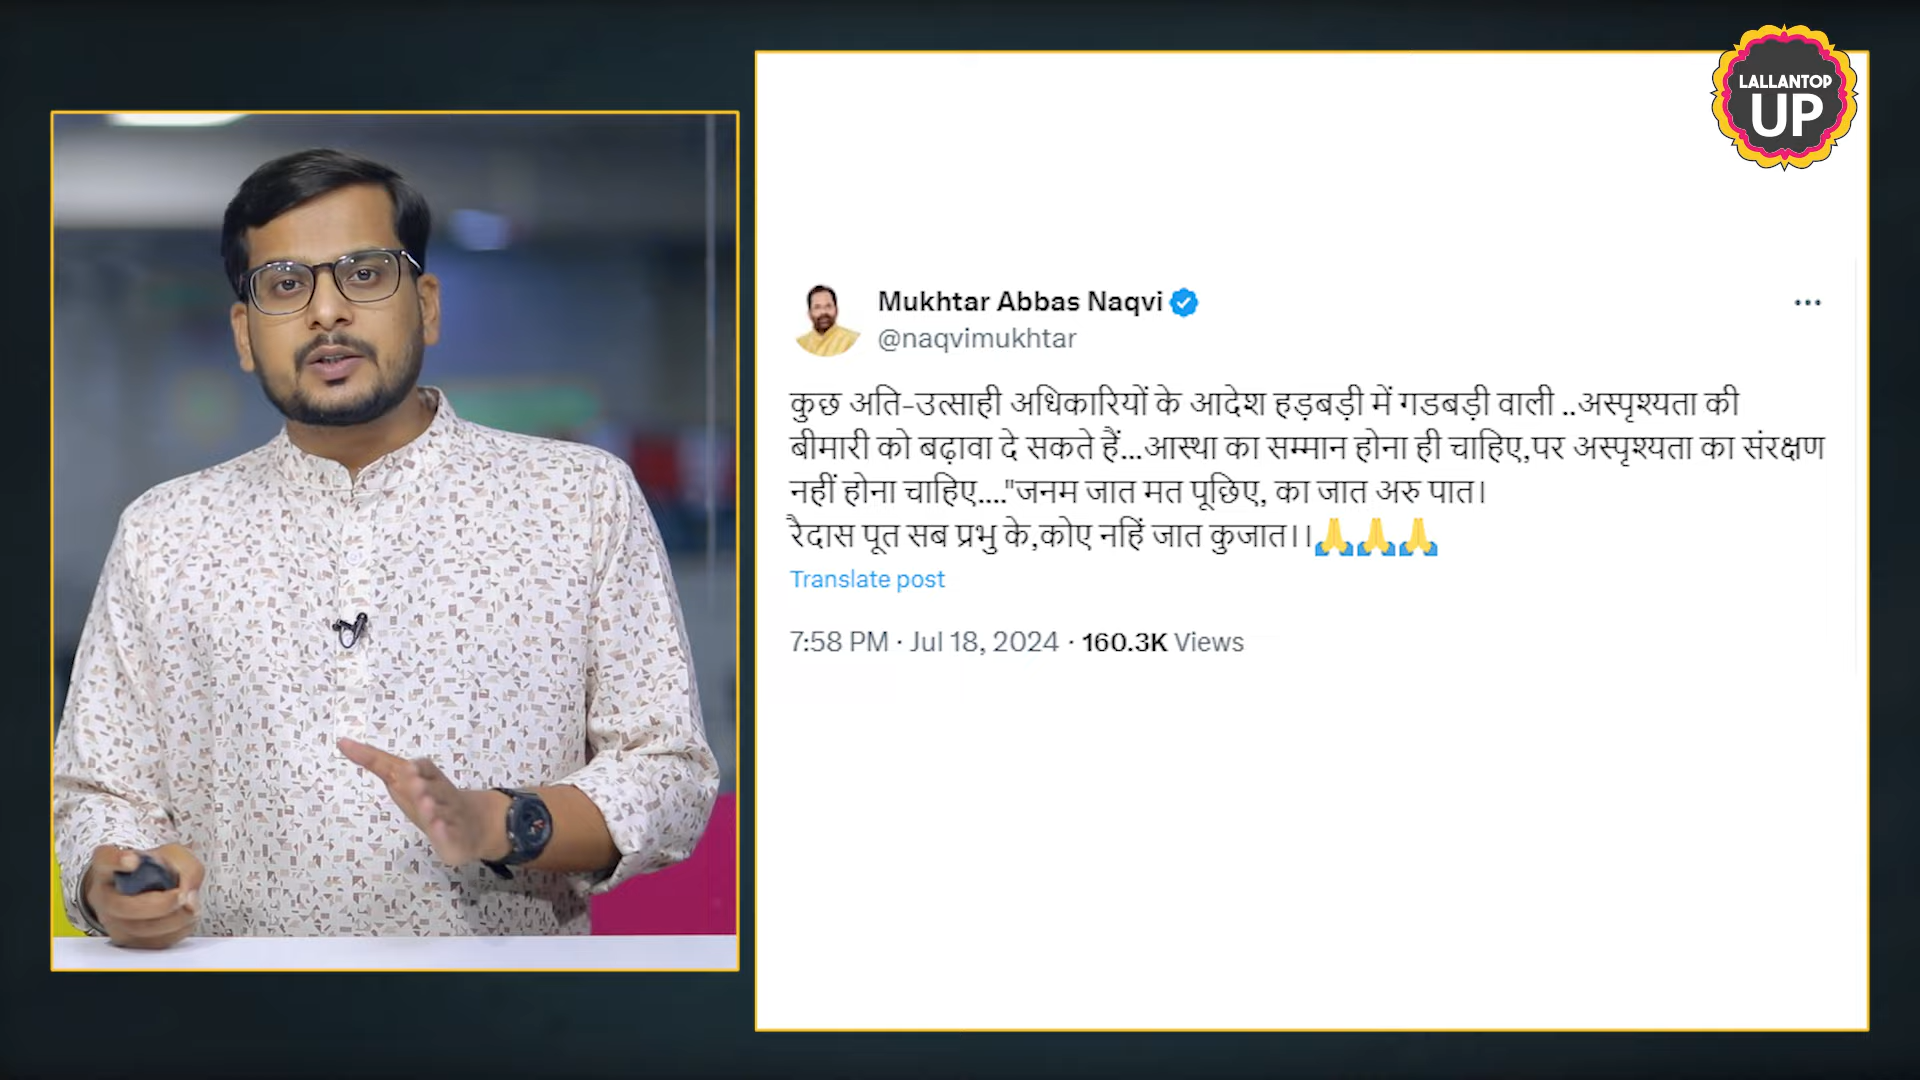 LALLANTOP
UP
Mukhtar Abbas Naqvi
@naqvimukhtar
कुछ अति-उत्साही अधिकारियों के आदेश हड़बड़ी में गडबड़ी वाली ..अस्पृश्यता की
बीमारी को बढ़ावा दे सकते हैं...आस्था का सम्मान होना ही चाहिए,पर अस्पृश्यता का संरक्षण
नहीं होना चाहिए...."जनम जात मत पूछिए, का जात अरु पात।
रैदास पूत सब प्रभु के,कोए नहिं जात कुजात।।🙏🙏🙏
Translate post
7:58 PM · Jul 18, 2024 · 160.3K Views